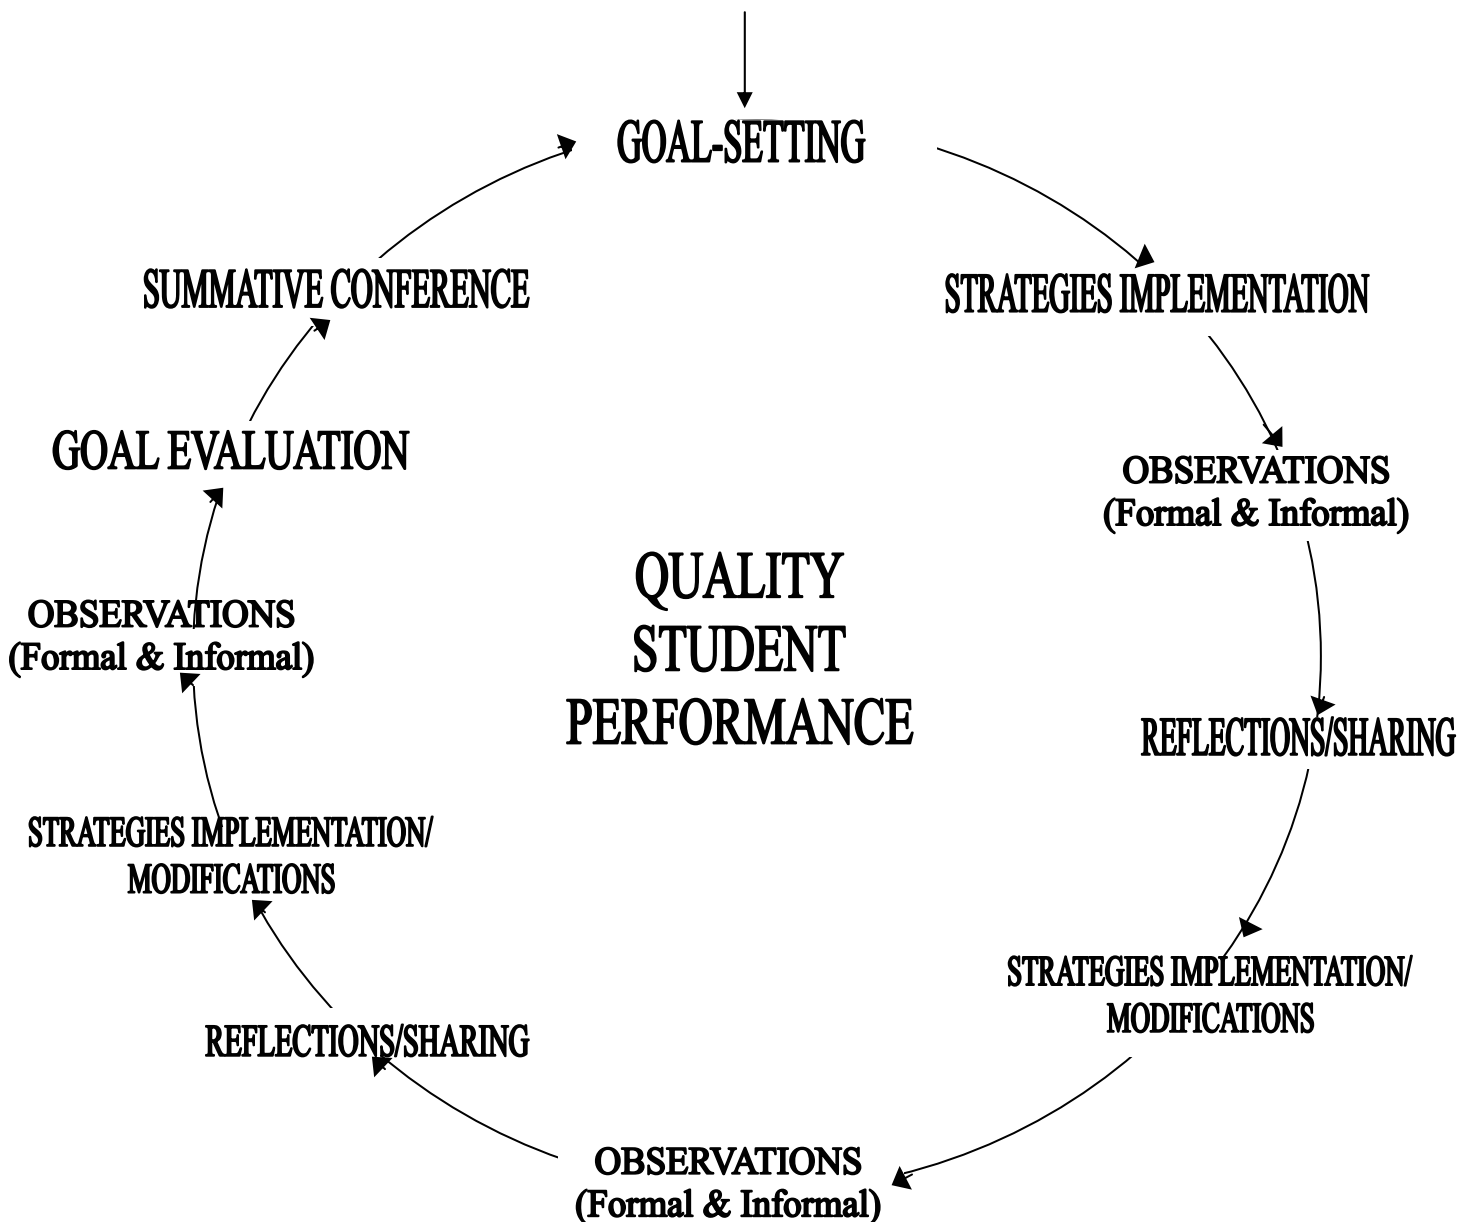 GOAL-SETTING
STRATEGIES IMPLEMENTATION
OBSERVATIONS
(Formal & Informal)
REFLECTIONS/SHARING
STRATEGIES IMPLEMENTATION/
MODIFICATIONS
OBSERVATIONS
(Formal & Informal)
REFLECTIONS/SHARING
STRATEGIES IMPLEMENTATION/
MODIFICATIONS
OBSERVATIONS
(Formal & Informal)
GOAL EVALUATION
SUMMATIVE CONFERENCE
QUALITY
STUDENT
PERFORMANCE